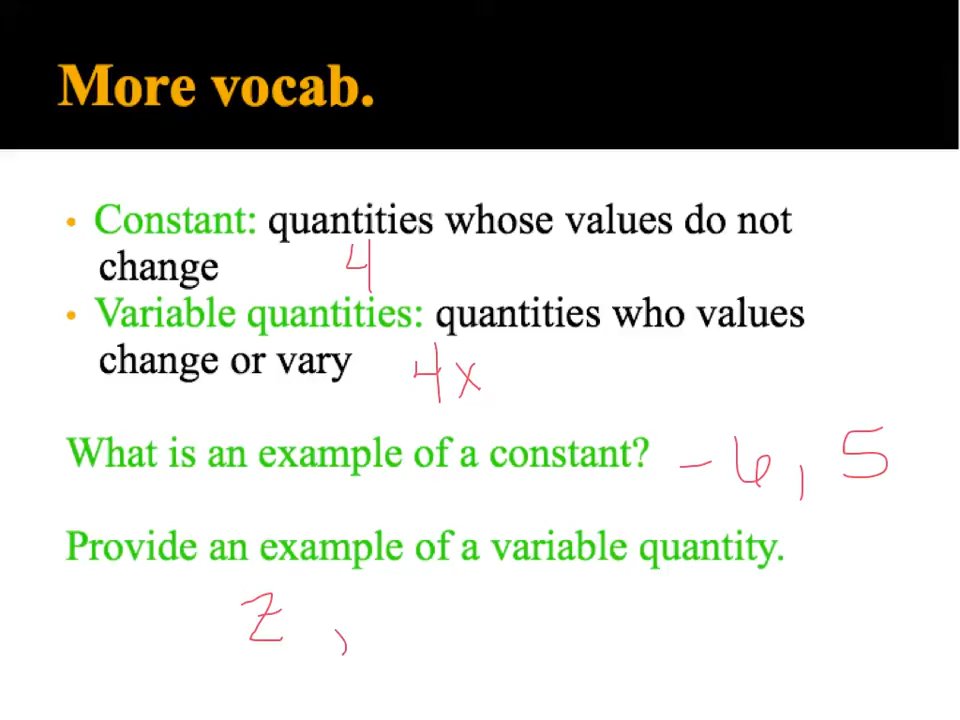 More vocab.
• Constant: quantities whose values do not
change 4
• Variable quantities: quantities who values
change or vary 4x
What is an example of a constant? -6, 5
Provide an example of a variable quantity.
z,